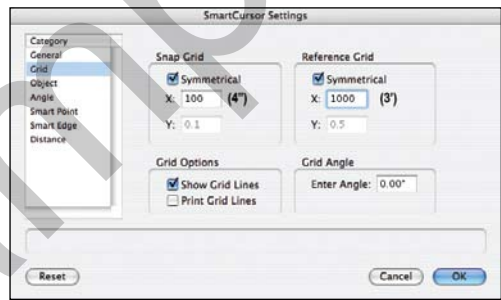 SmartCursor Settings
Category
General
Grid
Object
Angle
Smart Point
Smart Edge
Distance
Snap Grid
Symmetrical
X: 100 (4")
Y: 0.1
Reference Grid
Symmetrical
X: 1000 (3')
Y: 0.5
Grid Options
Show Grid Lines
Print Grid Lines
Grid Angle
Enter Angle: 0.00°
Reset
Cancel
OK